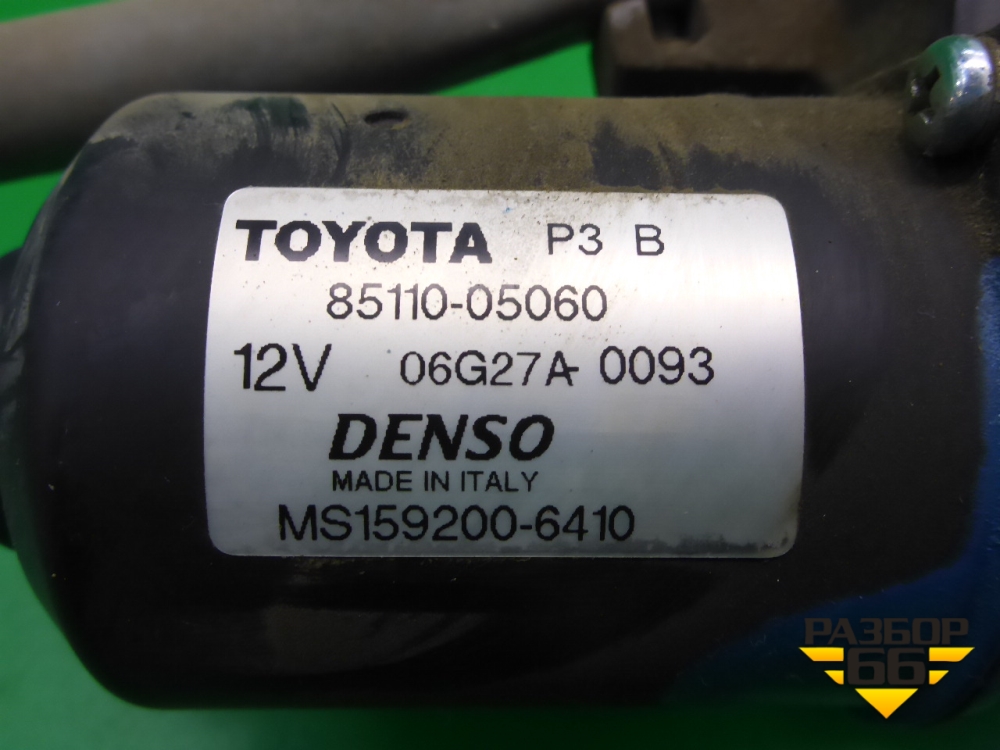 TOYOTA P3 B
85110-05060
12V 06G27A-0093
DENSO
MADE IN ITALY
MS159200-6410
РАЗБОР
66